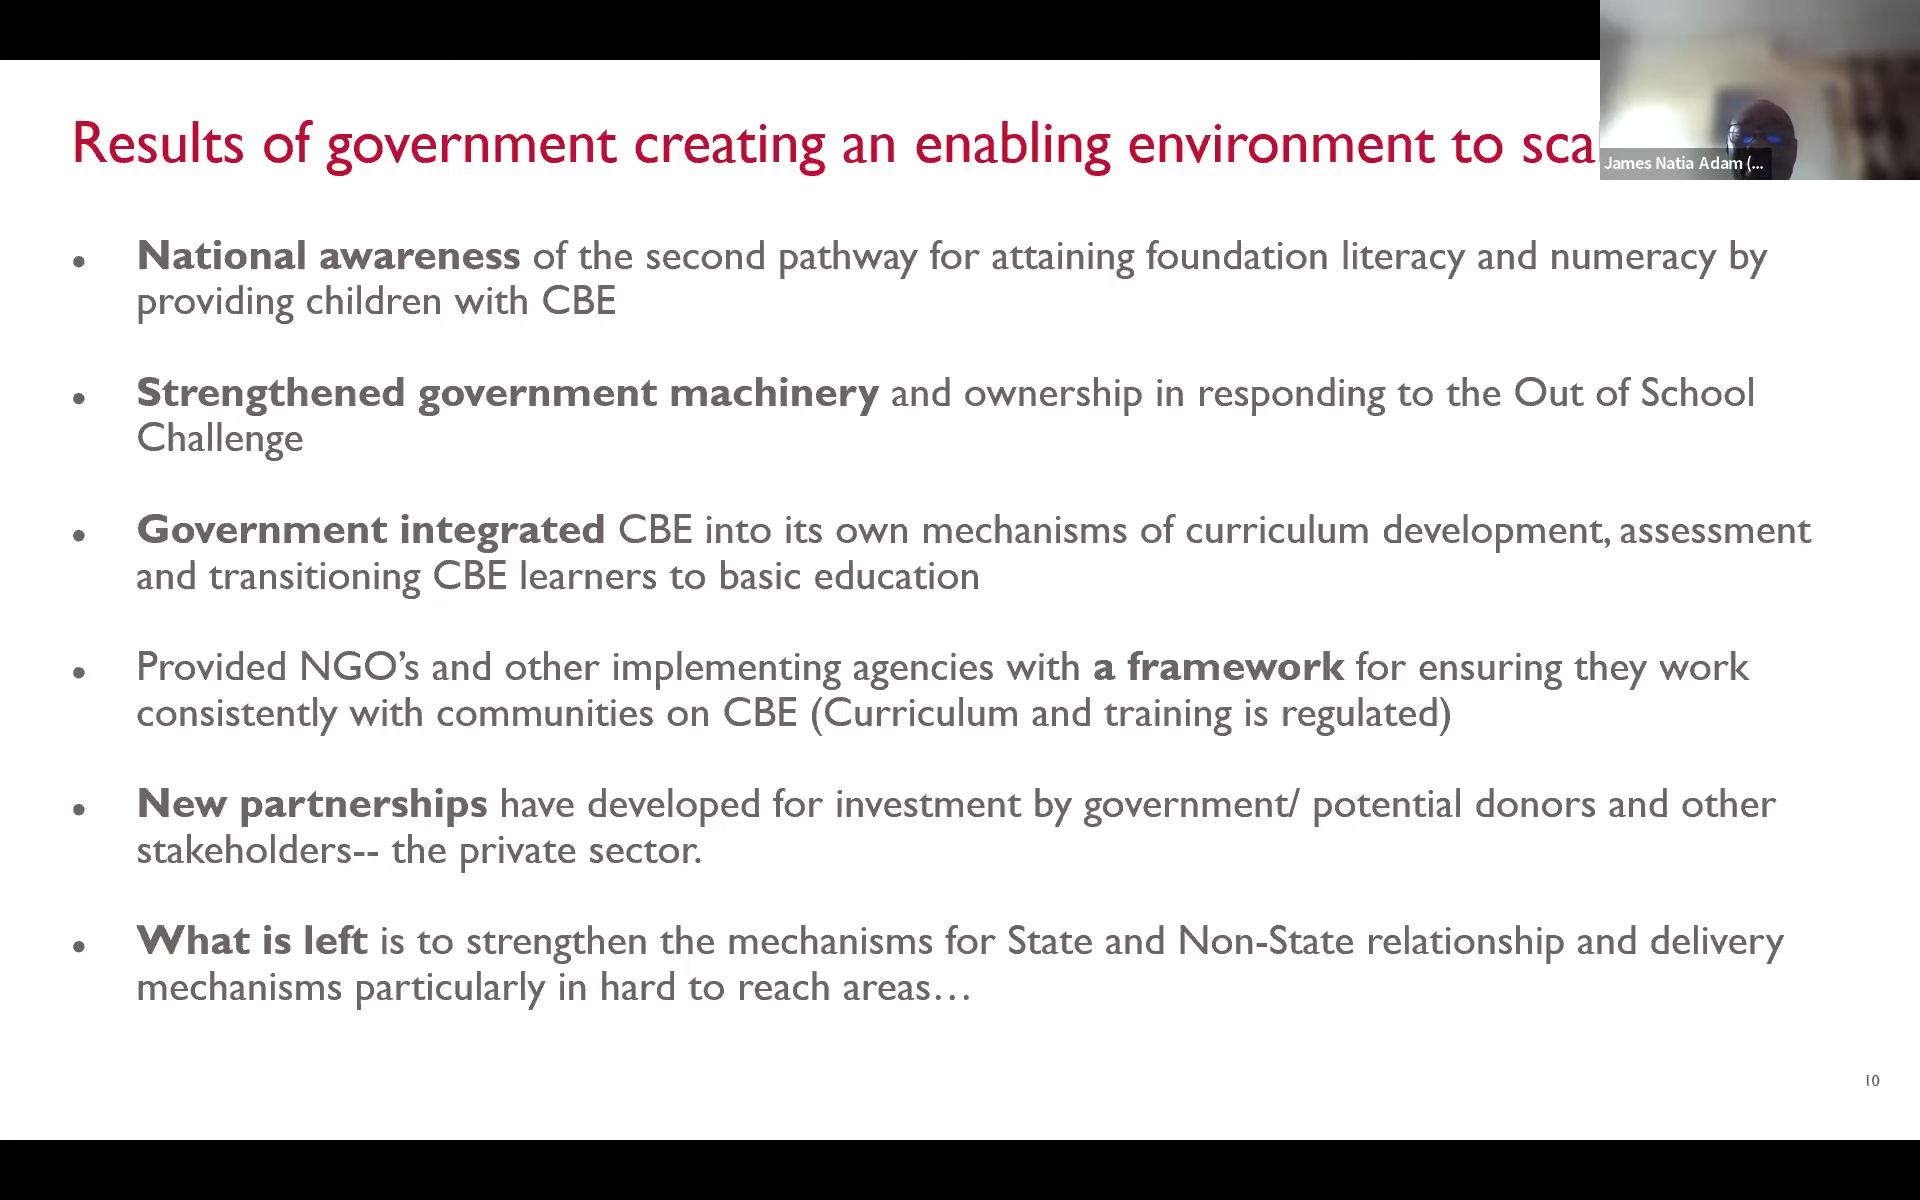 Results of government creating an enabling environment to sca
James Natia Adam (...
National awareness of the second pathway for attaining foundation literacy and numeracy by
providing children with CBE
Strengthened government machinery and ownership in responding to the Out of School
Challenge
Government integrated CBE into its own mechanisms of curriculum development, assessment
and transitioning CBE learners to basic education
Provided NGO’s and other implementing agencies with a framework for ensuring they work
consistently with communities on CBE (Curriculum and training is regulated)
New partnerships have developed for investment by government/ potential donors and other
stakeholders-- the private sector.
What is left is to strengthen the mechanisms for State and Non-State relationship and delivery
mechanisms particularly in hard to reach areas…
10